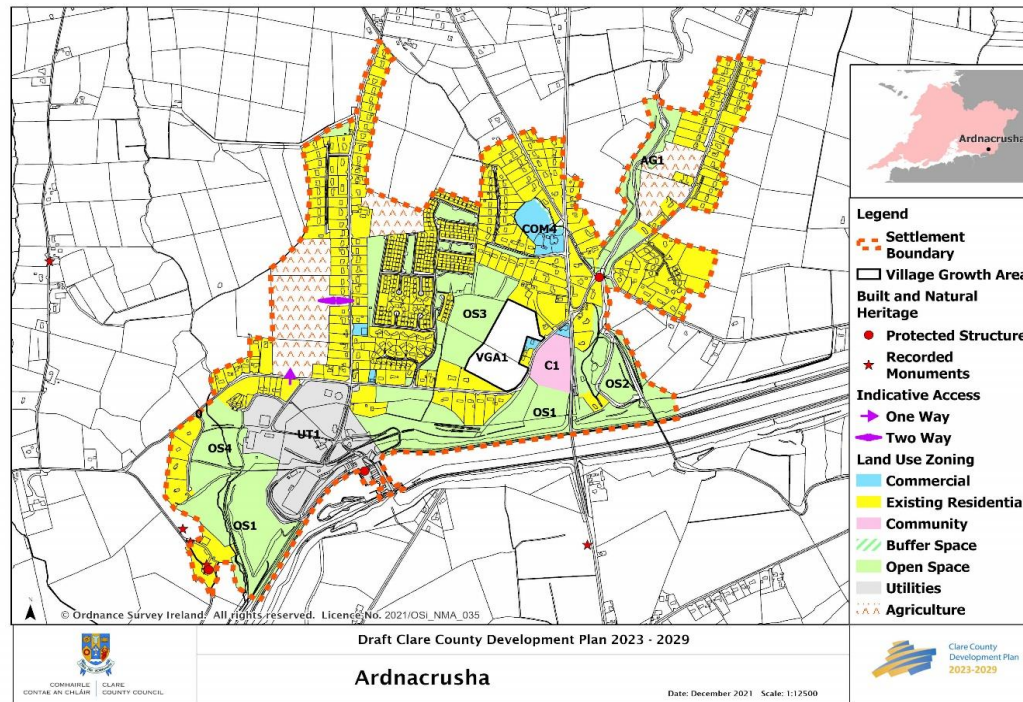 AG1
COM4
OS3
VGA1
C1
OS2
OS1
UT1
OS4
OS1
© Ordnance Survey Ireland. All rights reserved. Licence No. 2021/OSi_NMA_035
Ardnacrusha
Legend
Settlement
Boundary
Village Growth Area
Built and Natural
Heritage
Protected Structure
Recorded
Monuments
Indicative Access
One Way
Two Way
Land Use Zoning
Commercial
Existing Residentia
Community
Buffer Space
Open Space
Utilities
Agriculture
COMHAIRLE
CONTAE AN CHLÁIR
CLARE
COUNTY COUNCIL
Draft Clare County Development Plan 2023 - 2029
Ardnacrusha
Date: December 2021 Scale: 1:12500
Clare County
Development Plan
2023-2029